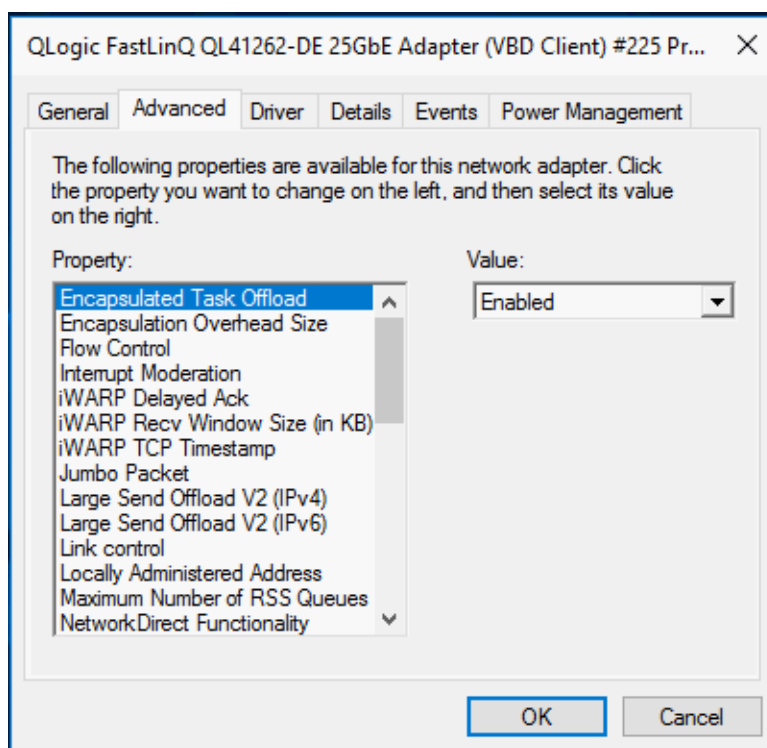 QLogic FastLinQ QL41262-DE 25GbE Adapter (VBD Client) #225 Pr...
General Advanced Driver Details Events Power Management
The following properties are available for this network adapter. Click
the property you want to change on the left, and then select its value
on the right.
Property:
Value:
Encapsulated Task Offload
Enabled
Encapsulation Overhead Size
Flow Control
Interrupt Moderation
iWARP Delayed Ack
iWARP Recv Window Size (in KB)
iWARP TCP Timestamp
Jumbo Packet
Large Send Offload V2 (IPv4)
Large Send Offload V2 (IPv6)
Link control
Locally Administered Address
Maximum Number of RSS Queues
NetworkDirect Functionality
OK
Cancel